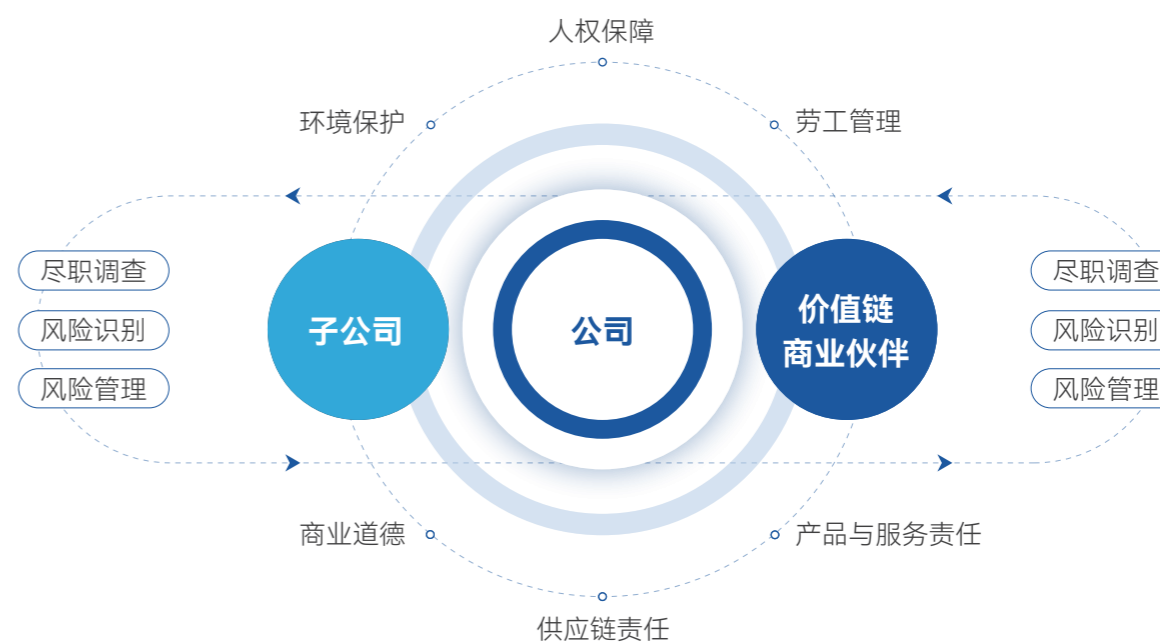 人权保障
环境保护
劳工管理
尽职调查
风险识别
风险管理
子公司
公司
价值链
商业伙伴
尽职调查
风险识别
风险管理
商业道德
产品与服务责任
供应链责任